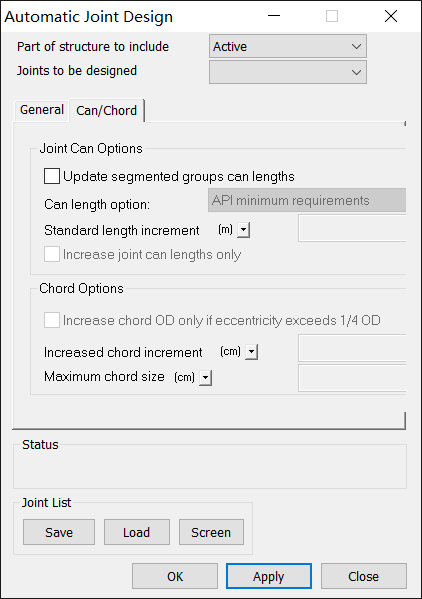 Automatic Joint Design
Part of structure to include Active
Joints to be designed
General Can/Chord
Joint Can Options
Update segmented groups can lengths
Can length option: API minimum requirements
Standard length increment (m)
Increase joint can lengths only
Chord Options
Increase chord OD only if eccentricity exceeds 1/4 OD
Increased chord increment (cm)
Maximum chord size (cm)
Status
Joint List
Save Load Screen
OK Apply Close